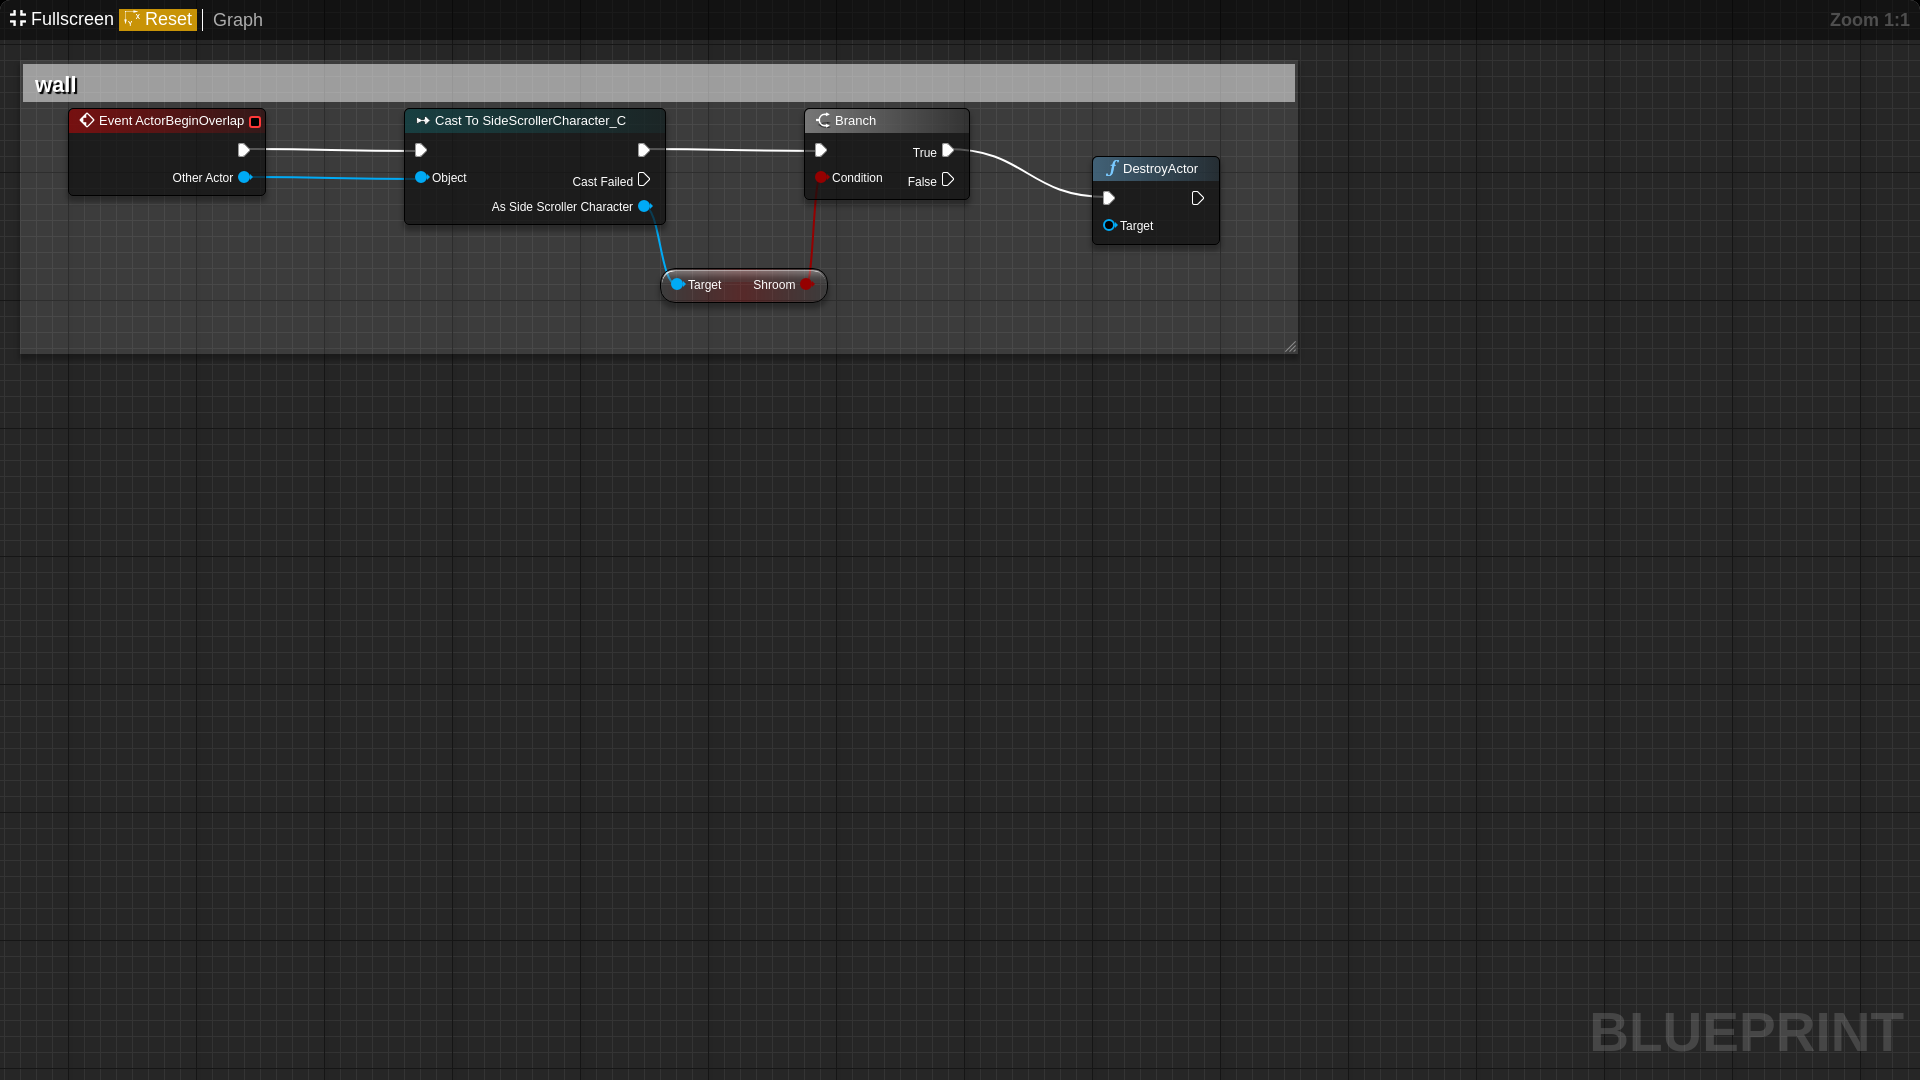 Fullscreen Reset Graph Zoom 1:1
wall
Event ActorBeginOverlap
Other Actor
Cast To SideScrollerCharacter_C
Object
Cast Failed
As Side Scroller Character
Branch
True
Condition
False
DestroyActor
Target
Target Shroom
BLUEPRINT